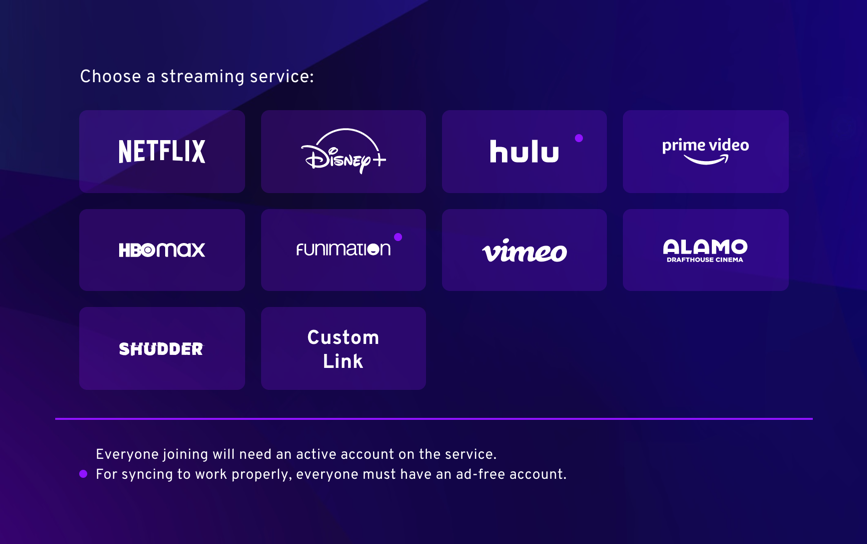 Choose a streaming service:
NETFLIX
Disney+
hulu
prime video
HBOmax
FUNIMATION
vimeo
ALAMO
DRAFTHOUSE CINEMA
SHUDDER
Custom
Link
Everyone joining will need an active account on the service.
For syncing to work properly, everyone must have an ad-free account.